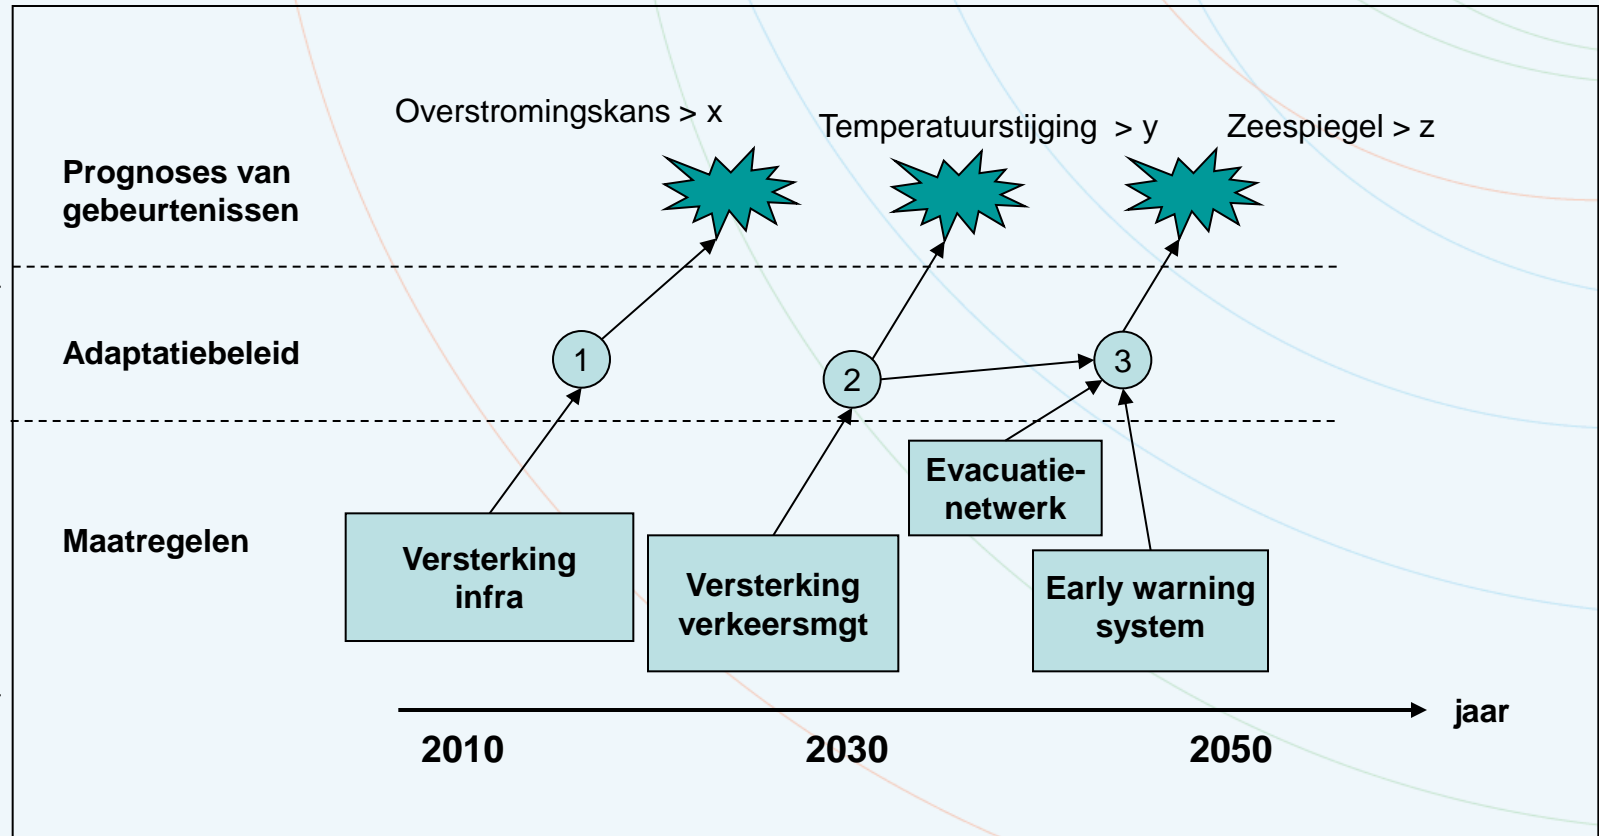 Overstromingskans > x
Temperatuurstijging > y
Zeespiegel > z
Prognoses van
gebeurtenissen
Adaptatiebeleid
1
2
3
Maatregelen
Versterking
infra
Versterking
verkeersmgt
Evacuatie-
netwerk
Early warning
system
jaar
2010
2030
2050